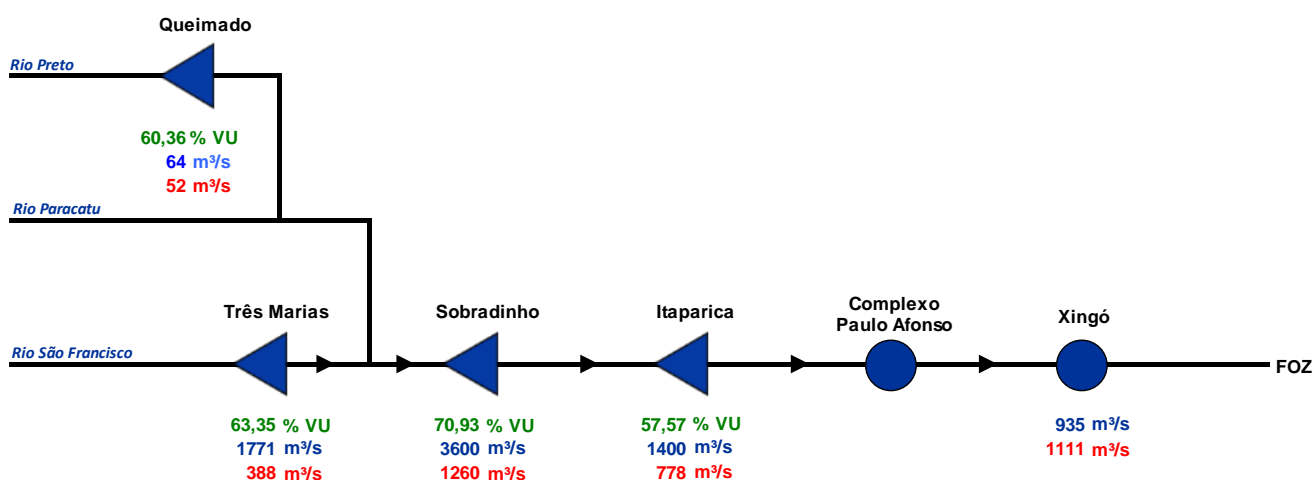 Queimado
Rio Preto
60,36 % VU
64 m³/s
52 m³/s
Rio Paracatu
Três Marias
Sobradinho
Itaparica
Complexo
Paulo Afonso
Xingó
Rio São Francisco
FOZ
63,35 % VU
1771 m³/s
388 m³/s
70,93 % VU
3600 m³/s
1260 m³/s
57,57 % VU
1400 m³/s
778 m³/s
935 m³/s
1111 m³/s